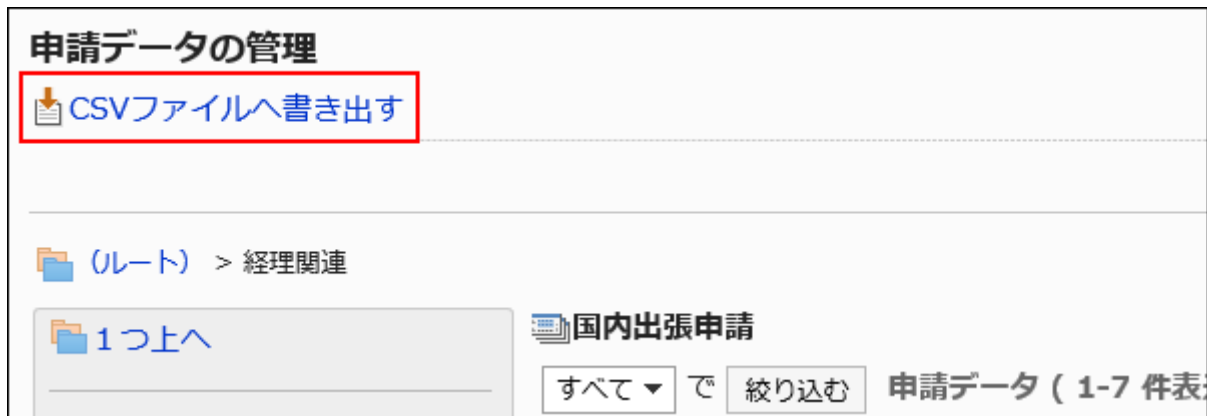 申請データの管理
CSVファイルへ書き出す
(ルート) > 経理関連
1つ上へ
国内出張申請
すべて▼ で 絞り込む 申請データ ( 1-7 件表